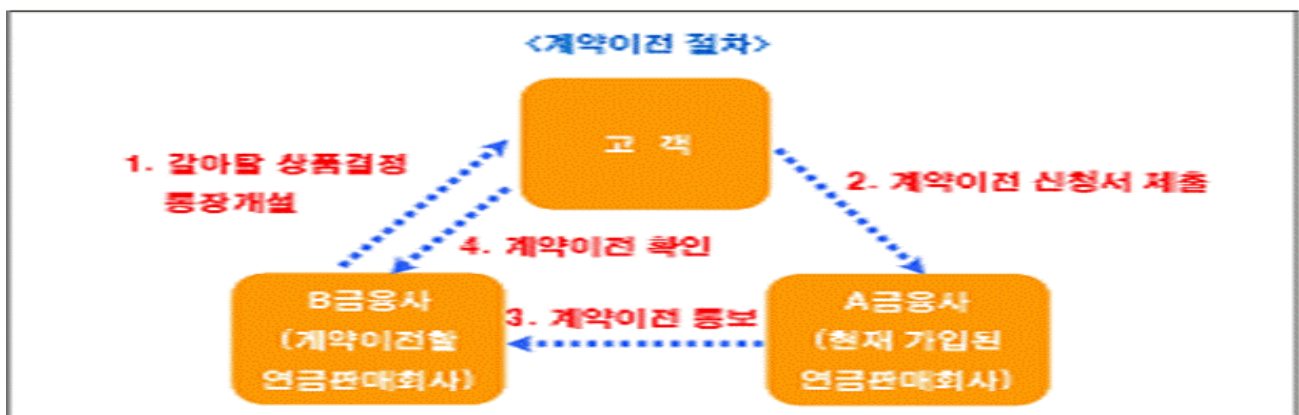 <계약이전 절차>
고 객
1. 갈아탈 상품결정
통장개설
2. 계약이전 신청서 제출
4. 계약이전 확인
B금융사
(계약이전할
연금판매회사)
3. 계약이전 통보
A금융사
(현재 가입된
연금판매회사)